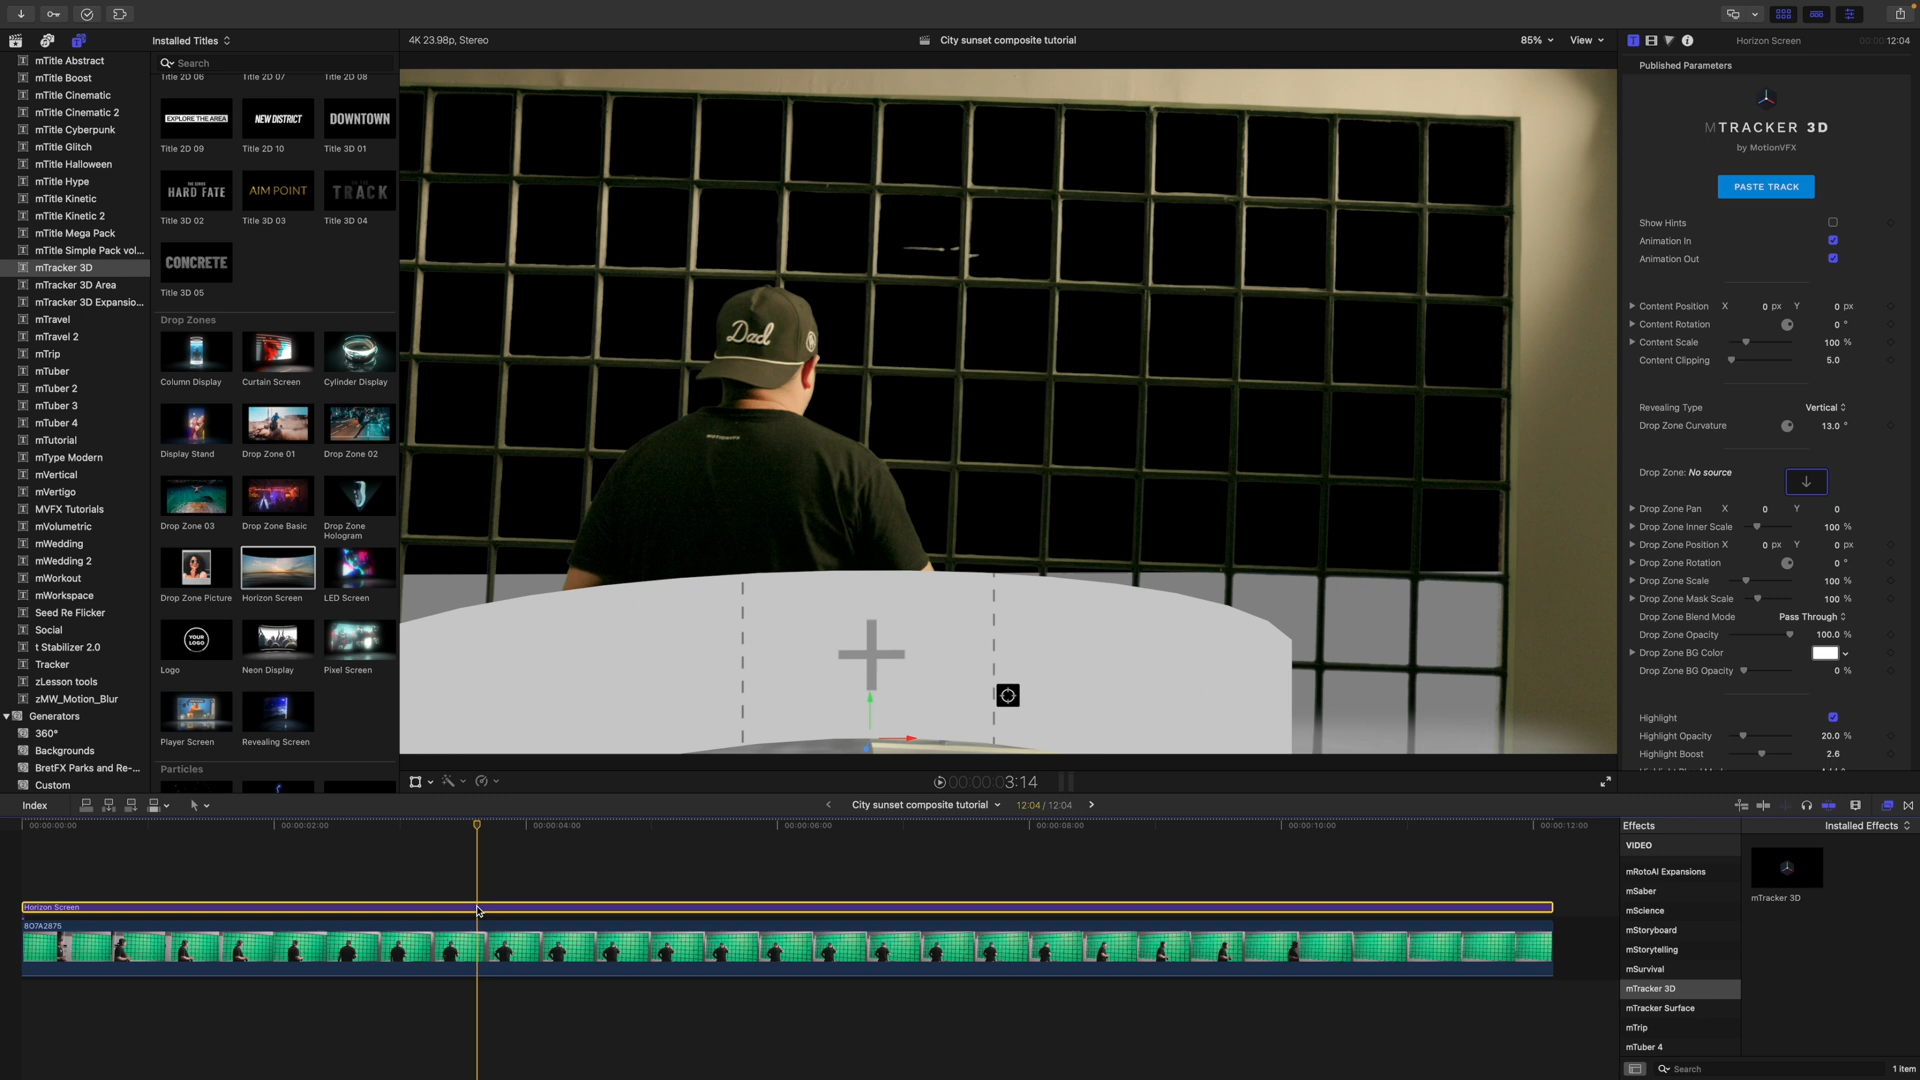 Installed Titles
4K 23.98p, Stereo
City sunset composite tutorial
85%
View
Horizon Screen
00:00:12:04
mTitle Abstract
mTitle Boost
mTitle Cinematic
mTitle Cinematic 2
mTitle Cyberpunk
mTitle Glitch
mTitle Halloween
mTitle Hype
mTitle Kinetic
mTitle Kinetic 2
mTitle Mega Pack
mTitle Simple Pack vol...
mTracker 3D
mTracker 3D Area
mTracker 3D Expansio...
mTravel
mTravel 2
mTrip
mTuber
mTuber 2
mTuber 3
mTuber 4
mTutorial
mType Modern
mVertical
mVertigo
MVFX Tutorials
mVolumetric
mWedding
mWedding 2
mWorkout
mWorkspace
Seed Re Flicker
Social
t Stabilizer 2.0
Tracker
zLesson tools
zMW_Motion_Blur
Generators
360°
Backgrounds
BretFX Parks and Re-...
Custom
Search
Title 2D 06
Title 2D 07
Title 2D 08
EXPLORE THE AREA
NEW DISTRICT
DOWNTOWN
Title 2D 09
Title 2D 10
Title 3D 01
HARD FATE
AIM POINT
TRACK
Title 3D 02
Title 3D 03
Title 3D 04
CONCRETE
Title 3D 05
Drop Zones
Column Display
Curtain Screen
Cylinder Display
Display Stand
Drop Zone 01
Drop Zone 02
Drop Zone 03
Drop Zone Basic
Drop Zone Hologram
Drop Zone Picture
Horizon Screen
LED Screen
YOUR LOGO
Logo
Neon Display
Pixel Screen
Player Screen
Revealing Screen
Particles
Dad
MOTIONVFX
00:00:03:14
Published Parameters
MTRACKER 3D
by MotionVFX
PASTE TRACK
Show Hints
Animation In
Animation Out
Content Position X 0 px Y 0 px
Content Rotation 0 °
Content Scale 100 %
Content Clipping 5.0
Revealing Type Vertical
Drop Zone Curvature 13.0 °
Drop Zone: No source
Drop Zone Pan X 0 Y 0
Drop Zone Inner Scale 100 %
Drop Zone Position X 0 px Y 0 px
Drop Zone Rotation 0 °
Drop Zone Scale 100 %
Drop Zone Mask Scale 100 %
Drop Zone Blend Mode Pass Through
Drop Zone Opacity 100.0 %
Drop Zone BG Color
Drop Zone BG Opacity 0 %
Highlight
Highlight Opacity 20.0 %
Highlight Boost 2.6
Index
City sunset composite tutorial
12:04 / 12:04
00:00:00:00
00:00:02:00
00:00:04:00
00:00:06:00
00:00:08:00
00:00:10:00
00:00:12:00
Horizon Screen
8O7A2875
Effects
Installed Effects
VIDEO
mRotoAI Expansions
mSaber
mScience
mStoryboard
mStorytelling
mSurvival
mTracker 3D
mTracker Surface
mTrip
mTuber 4
mTracker 3D
Search
1 item